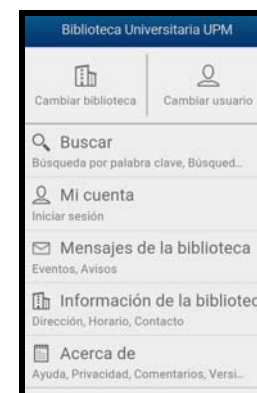 Biblioteca Universitaria UPM
Cambiar biblioteca
Cambiar usuario
Buscar
Búsqueda por palabra clave, Búsqued...
Mi cuenta
Iniciar sesión
Mensajes de la biblioteca
Eventos, Avisos
Información de la bibliotec
Dirección, Horario, Contacto
Acerca de
Ayuda, Privacidad, Comentarios, Versi...